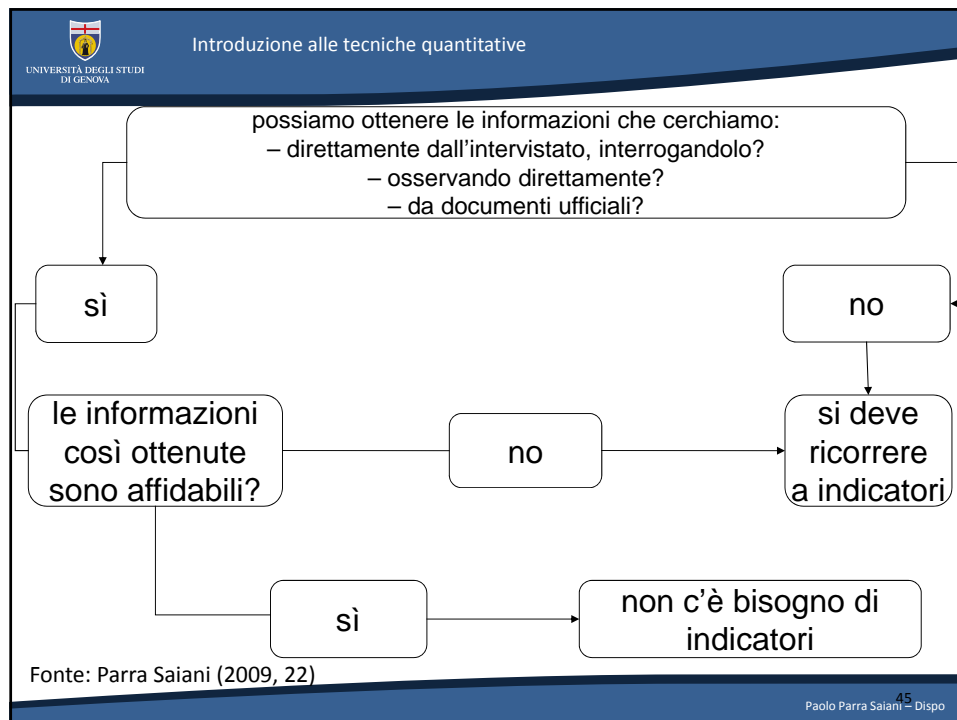 UNIVERSITÀ DEGLI STUDI
DI GENOVA
Introduzione alle tecniche quantitative
possiamo ottenere le informazioni che cerchiamo:
– direttamente dall’intervistato, interrogandolo?
– osservando direttamente?
– da documenti ufficiali?
sì
no
le informazioni
così ottenute
sono affidabili?
no
si deve
ricorrere
a indicatori
sì
non c’è bisogno di
indicatori
Fonte: Parra Saiani (2009, 22)
45
Paolo Parra Saiani – Dispo